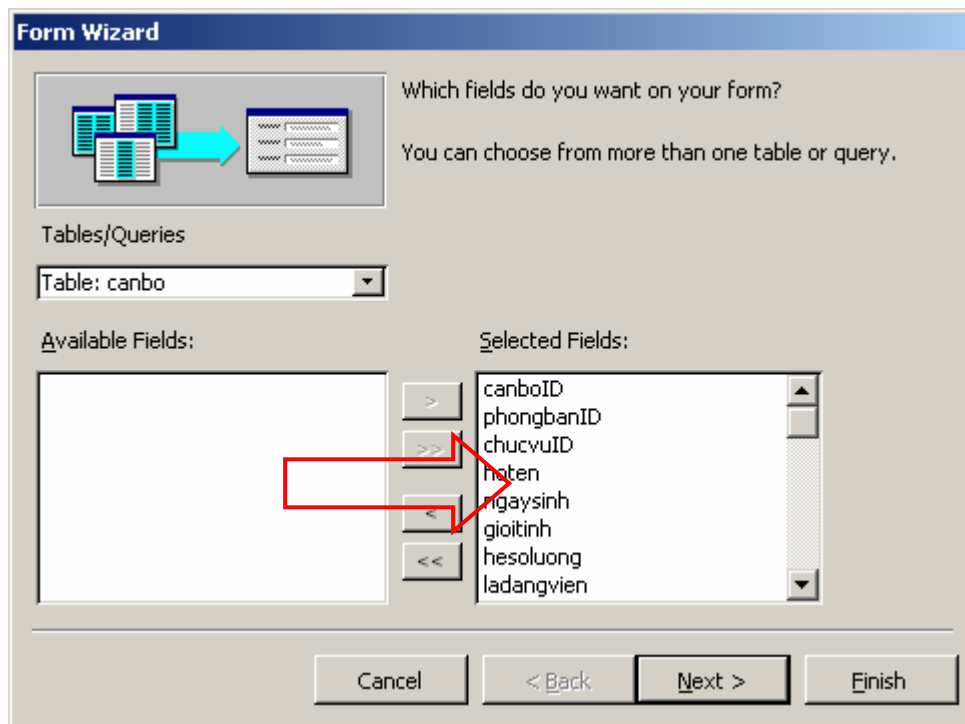 Form Wizard
Which fields do you want on your form?
You can choose from more than one table or query.
Tables/Queries
Table: canbo
Available Fields:
Selected Fields:
canboID
phongbanID
chucvuID
hoten
ngaysinh
gioitinh
hesoluong
ladangvien
>
>>
<
<<
Cancel
< Back
Next >
Finish